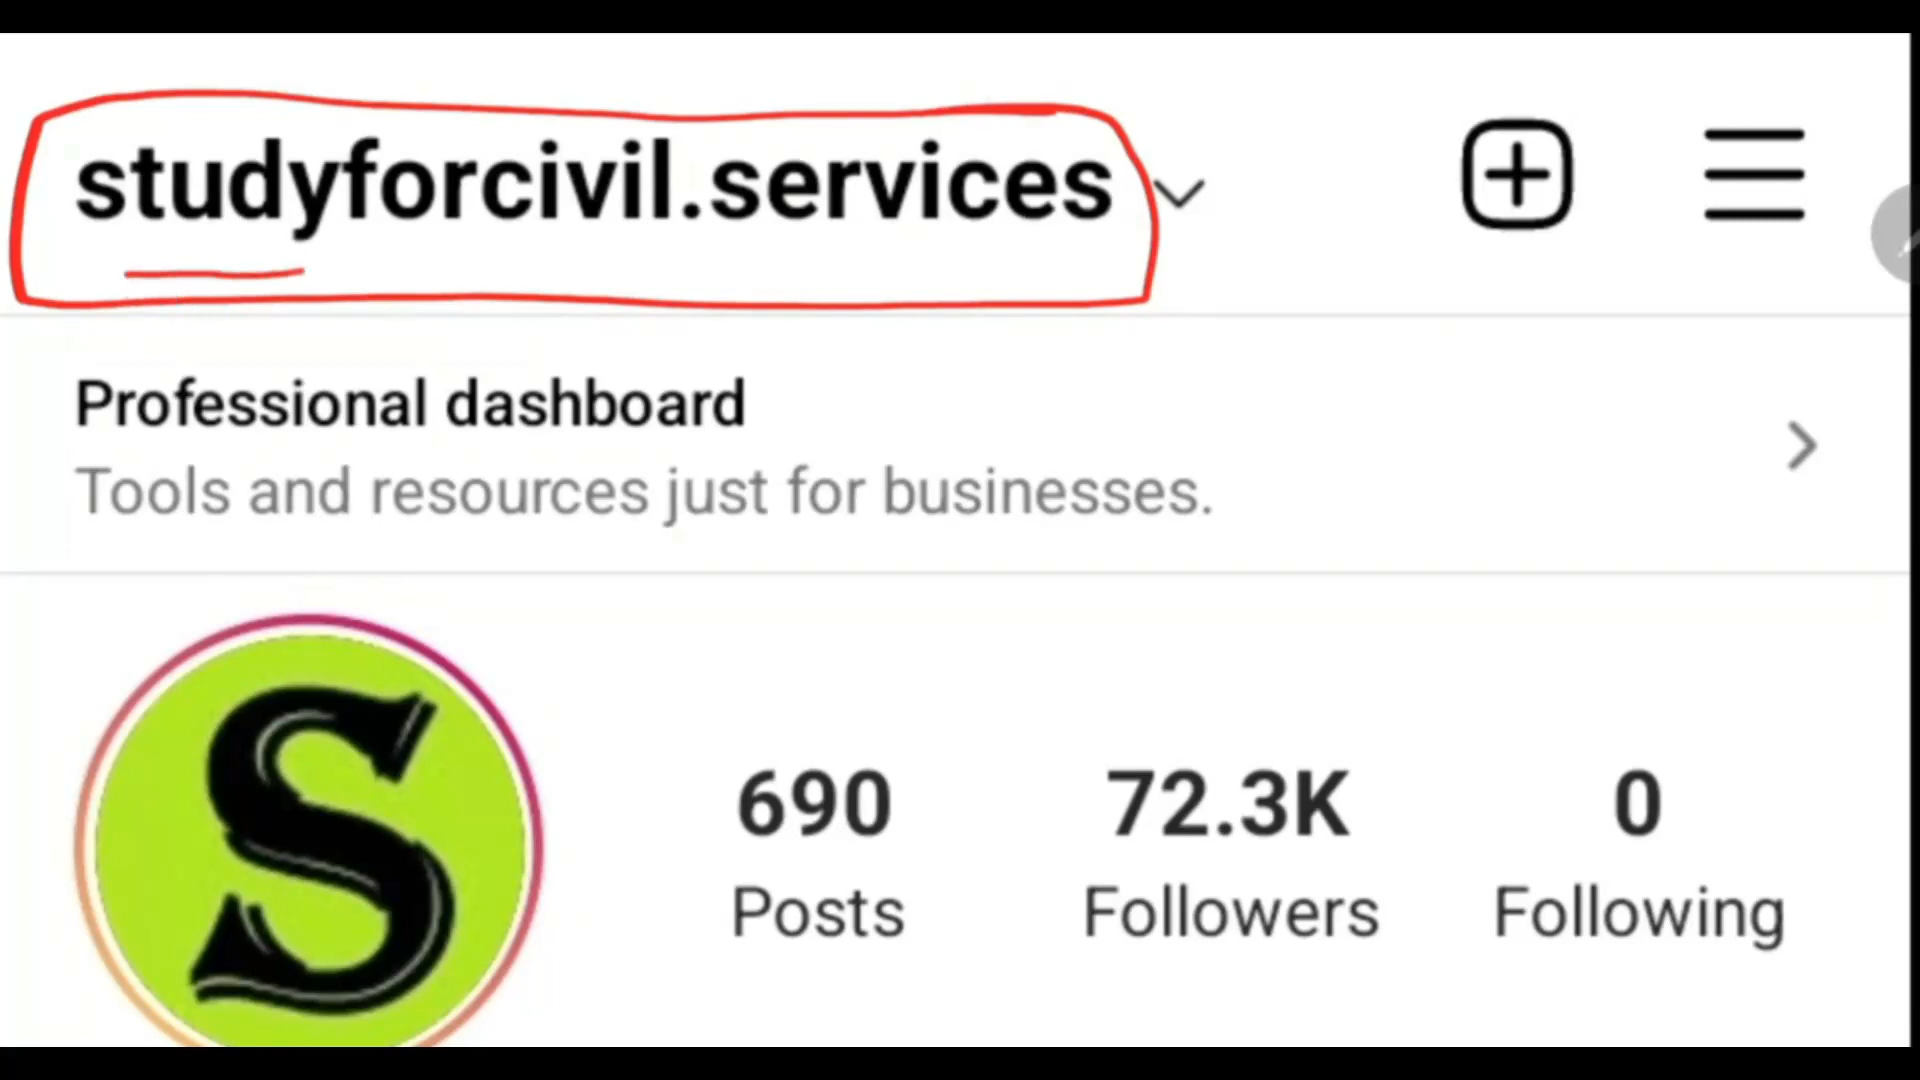 studyforcivil.services
Professional dashboard
Tools and resources just for businesses.
S
690 72.3K 0
Posts Followers Following